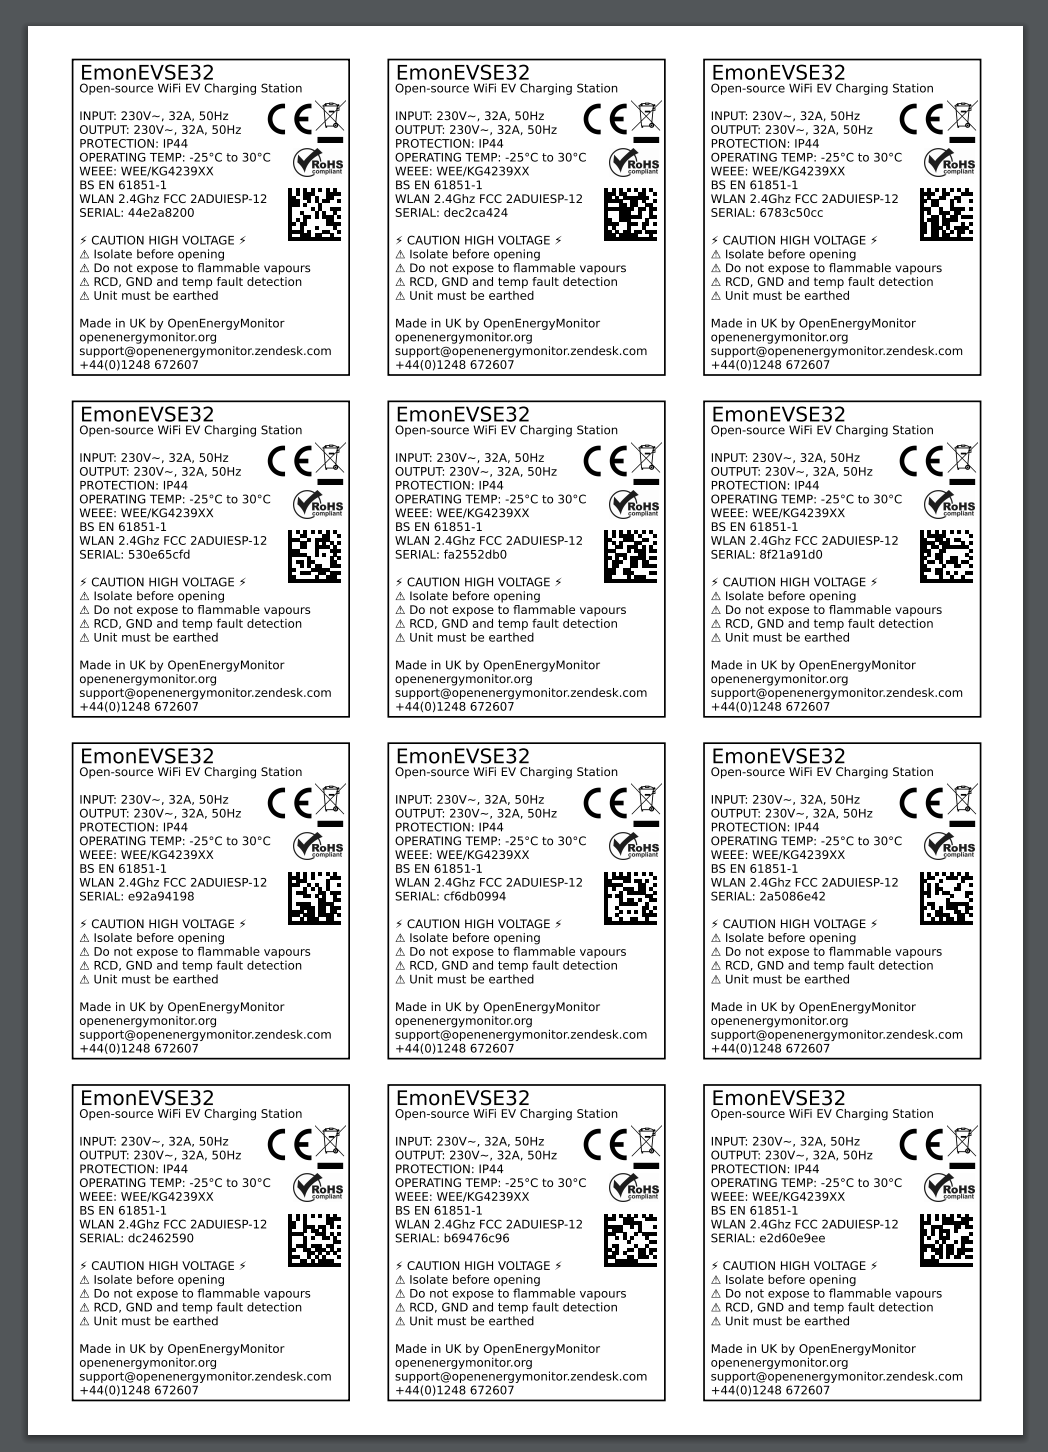 EmonEVSE32
Open-source WiFi EV Charging Station
INPUT: 230V~, 32A, 50Hz
OUTPUT: 230V~, 32A, 50Hz
PROTECTION: IP44
OPERATING TEMP: -25°C to 30°C
WEEE: WEE/KG4239XX
BS EN 61851-1
WLAN 2.4Ghz FCC 2ADUIESP-12
SERIAL: 44e2a8200
CE
RoHS
compliant
⚡ CAUTION HIGH VOLTAGE ⚡
⚠ Isolate before opening
⚠ Do not expose to flammable vapours
⚠ RCD, GND and temp fault detection
⚠ Unit must be earthed
Made in UK by OpenEnergyMonitor
openenergymonitor.org
support@openenergymonitor.zendesk.com
+44(0)1248 672607
EmonEVSE32
Open-source WiFi EV Charging Station
INPUT: 230V~, 32A, 50Hz
OUTPUT: 230V~, 32A, 50Hz
PROTECTION: IP44
OPERATING TEMP: -25°C to 30°C
WEEE: WEE/KG4239XX
BS EN 61851-1
WLAN 2.4Ghz FCC 2ADUIESP-12
SERIAL: dec2ca424
CE
RoHS
compliant
⚡ CAUTION HIGH VOLTAGE ⚡
⚠ Isolate before opening
⚠ Do not expose to flammable vapours
⚠ RCD, GND and temp fault detection
⚠ Unit must be earthed
Made in UK by OpenEnergyMonitor
openenergymonitor.org
support@openenergymonitor.zendesk.com
+44(0)1248 672607
EmonEVSE32
Open-source WiFi EV Charging Station
INPUT: 230V~, 32A, 50Hz
OUTPUT: 230V~, 32A, 50Hz
PROTECTION: IP44
OPERATING TEMP: -25°C to 30°C
WEEE: WEE/KG4239XX
BS EN 61851-1
WLAN 2.4Ghz FCC 2ADUIESP-12
SERIAL: 6783c50cc
CE
RoHS
compliant
⚡ CAUTION HIGH VOLTAGE ⚡
⚠ Isolate before opening
⚠ Do not expose to flammable vapours
⚠ RCD, GND and temp fault detection
⚠ Unit must be earthed
Made in UK by OpenEnergyMonitor
openenergymonitor.org
support@openenergymonitor.zendesk.com
+44(0)1248 672607
EmonEVSE32
Open-source WiFi EV Charging Station
INPUT: 230V~, 32A, 50Hz
OUTPUT: 230V~, 32A, 50Hz
PROTECTION: IP44
OPERATING TEMP: -25°C to 30°C
WEEE: WEE/KG4239XX
BS EN 61851-1
WLAN 2.4Ghz FCC 2ADUIESP-12
SERIAL: 530e65cfd
CE
RoHS
compliant
⚡ CAUTION HIGH VOLTAGE ⚡
⚠ Isolate before opening
⚠ Do not expose to flammable vapours
⚠ RCD, GND and temp fault detection
⚠ Unit must be earthed
Made in UK by OpenEnergyMonitor
openenergymonitor.org
support@openenergymonitor.zendesk.com
+44(0)1248 672607
EmonEVSE32
Open-source WiFi EV Charging Station
INPUT: 230V~, 32A, 50Hz
OUTPUT: 230V~, 32A, 50Hz
PROTECTION: IP44
OPERATING TEMP: -25°C to 30°C
WEEE: WEE/KG4239XX
BS EN 61851-1
WLAN 2.4Ghz FCC 2ADUIESP-12
SERIAL: fa2552db0
CE
RoHS
compliant
⚡ CAUTION HIGH VOLTAGE ⚡
⚠ Isolate before opening
⚠ Do not expose to flammable vapours
⚠ RCD, GND and temp fault detection
⚠ Unit must be earthed
Made in UK by OpenEnergyMonitor
openenergymonitor.org
support@openenergymonitor.zendesk.com
+44(0)1248 672607
EmonEVSE32
Open-source WiFi EV Charging Station
INPUT: 230V~, 32A, 50Hz
OUTPUT: 230V~, 32A, 50Hz
PROTECTION: IP44
OPERATING TEMP: -25°C to 30°C
WEEE: WEE/KG4239XX
BS EN 61851-1
WLAN 2.4Ghz FCC 2ADUIESP-12
SERIAL: 8f21a91d0
CE
RoHS
compliant
⚡ CAUTION HIGH VOLTAGE ⚡
⚠ Isolate before opening
⚠ Do not expose to flammable vapours
⚠ RCD, GND and temp fault detection
⚠ Unit must be earthed
Made in UK by OpenEnergyMonitor
openenergymonitor.org
support@openenergymonitor.zendesk.com
+44(0)1248 672607
EmonEVSE32
Open-source WiFi EV Charging Station
INPUT: 230V~, 32A, 50Hz
OUTPUT: 230V~, 32A, 50Hz
PROTECTION: IP44
OPERATING TEMP: -25°C to 30°C
WEEE: WEE/KG4239XX
BS EN 61851-1
WLAN 2.4Ghz FCC 2ADUIESP-12
SERIAL: e92a94198
CE
RoHS
compliant
⚡ CAUTION HIGH VOLTAGE ⚡
⚠ Isolate before opening
⚠ Do not expose to flammable vapours
⚠ RCD, GND and temp fault detection
⚠ Unit must be earthed
Made in UK by OpenEnergyMonitor
openenergymonitor.org
support@openenergymonitor.zendesk.com
+44(0)1248 672607
EmonEVSE32
Open-source WiFi EV Charging Station
INPUT: 230V~, 32A, 50Hz
OUTPUT: 230V~, 32A, 50Hz
PROTECTION: IP44
OPERATING TEMP: -25°C to 30°C
WEEE: WEE/KG4239XX
BS EN 61851-1
WLAN 2.4Ghz FCC 2ADUIESP-12
SERIAL: cf6db0994
CE
RoHS
compliant
⚡ CAUTION HIGH VOLTAGE ⚡
⚠ Isolate before opening
⚠ Do not expose to flammable vapours
⚠ RCD, GND and temp fault detection
⚠ Unit must be earthed
Made in UK by OpenEnergyMonitor
openenergymonitor.org
support@openenergymonitor.zendesk.com
+44(0)1248 672607
EmonEVSE32
Open-source WiFi EV Charging Station
INPUT: 230V~, 32A, 50Hz
OUTPUT: 230V~, 32A, 50Hz
PROTECTION: IP44
OPERATING TEMP: -25°C to 30°C
WEEE: WEE/KG4239XX
BS EN 61851-1
WLAN 2.4Ghz FCC 2ADUIESP-12
SERIAL: 2a5086e42
CE
RoHS
compliant
⚡ CAUTION HIGH VOLTAGE ⚡
⚠ Isolate before opening
⚠ Do not expose to flammable vapours
⚠ RCD, GND and temp fault detection
⚠ Unit must be earthed
Made in UK by OpenEnergyMonitor
openenergymonitor.org
support@openenergymonitor.zendesk.com
+44(0)1248 672607
EmonEVSE32
Open-source WiFi EV Charging Station
INPUT: 230V~, 32A, 50Hz
OUTPUT: 230V~, 32A, 50Hz
PROTECTION: IP44
OPERATING TEMP: -25°C to 30°C
WEEE: WEE/KG4239XX
BS EN 61851-1
WLAN 2.4Ghz FCC 2ADUIESP-12
SERIAL: dc2462590
CE
RoHS
compliant
⚡ CAUTION HIGH VOLTAGE ⚡
⚠ Isolate before opening
⚠ Do not expose to flammable vapours
⚠ RCD, GND and temp fault detection
⚠ Unit must be earthed
Made in UK by OpenEnergyMonitor
openenergymonitor.org
support@openenergymonitor.zendesk.com
+44(0)1248 672607
EmonEVSE32
Open-source WiFi EV Charging Station
INPUT: 230V~, 32A, 50Hz
OUTPUT: 230V~, 32A, 50Hz
PROTECTION: IP44
OPERATING TEMP: -25°C to 30°C
WEEE: WEE/KG4239XX
BS EN 61851-1
WLAN 2.4Ghz FCC 2ADUIESP-12
SERIAL: b69476c96
CE
RoHS
compliant
⚡ CAUTION HIGH VOLTAGE ⚡
⚠ Isolate before opening
⚠ Do not expose to flammable vapours
⚠ RCD, GND and temp fault detection
⚠ Unit must be earthed
Made in UK by OpenEnergyMonitor
openenergymonitor.org
support@openenergymonitor.zendesk.com
+44(0)1248 672607
EmonEVSE32
Open-source WiFi EV Charging Station
INPUT: 230V~, 32A, 50Hz
OUTPUT: 230V~, 32A, 50Hz
PROTECTION: IP44
OPERATING TEMP: -25°C to 30°C
WEEE: WEE/KG4239XX
BS EN 61851-1
WLAN 2.4Ghz FCC 2ADUIESP-12
SERIAL: e2d60e9ee
CE
RoHS
compliant
⚡ CAUTION HIGH VOLTAGE ⚡
⚠ Isolate before opening
⚠ Do not expose to flammable vapours
⚠ RCD, GND and temp fault detection
⚠ Unit must be earthed
Made in UK by OpenEnergyMonitor
openenergymonitor.org
support@openenergymonitor.zendesk.com
+44(0)1248 672607